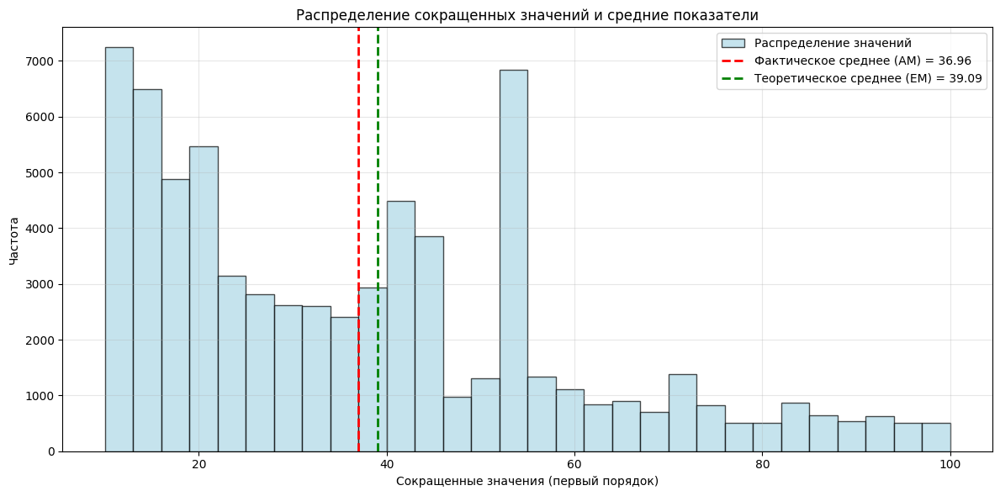 Распределение сокращенных значений и средние показатели
Распределение значений
Фактическое среднее (AM) = 36.96
Теоретическое среднее (EM) = 39.09
Частота
7000
6000
5000
4000
3000
2000
1000
0
20 40 60 80 100
Сокращенные значения (первый порядок)